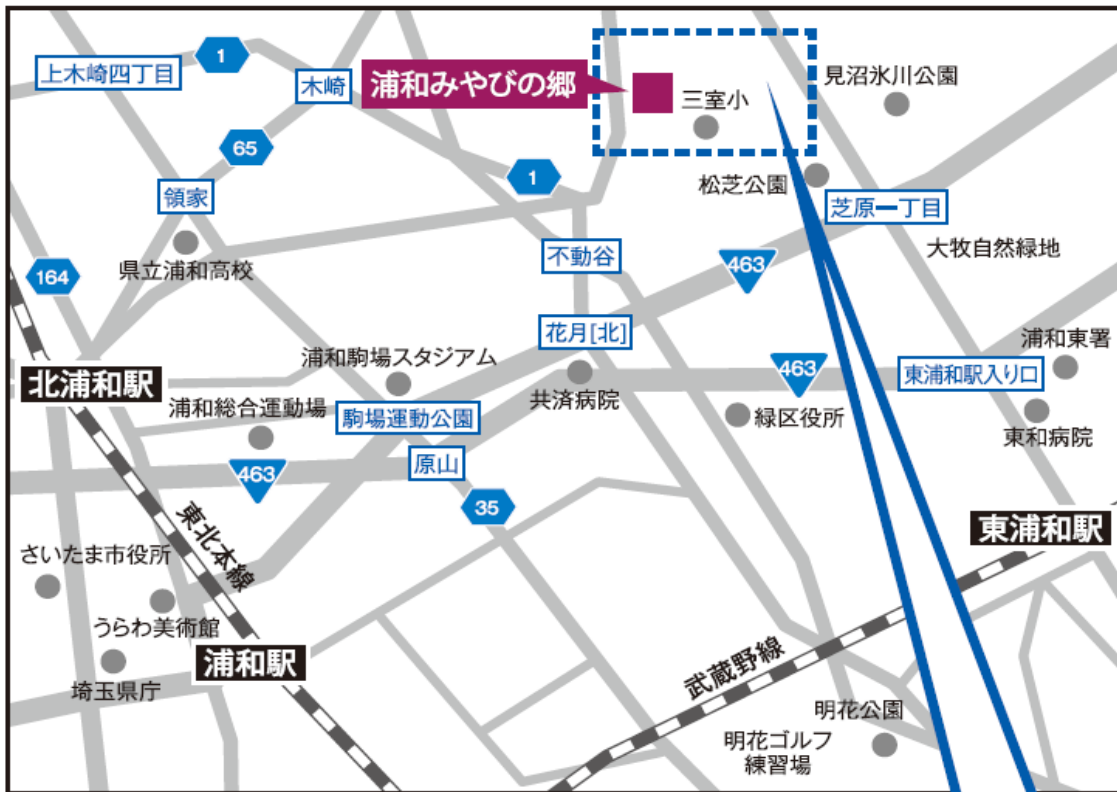 上木崎四丁目
1
木崎
浦和みやびの郷
三室小
見沼氷川公園
65
1
領家
松芝公園
芝原一丁目
県立浦和高校
不動谷
大牧自然緑地
164
463
花月[北]
浦和駒場スタジアム
浦和東署
北浦和駅
463
東浦和駅入り口
浦和総合運動場
駒場運動公園
共済病院
緑区役所
東和病院
原山
463
35
東北本線
東浦和駅
さいたま市役所
うらわ美術館
浦和駅
埼玉県庁
武蔵野線
明花公園
明花ゴルフ
練習場